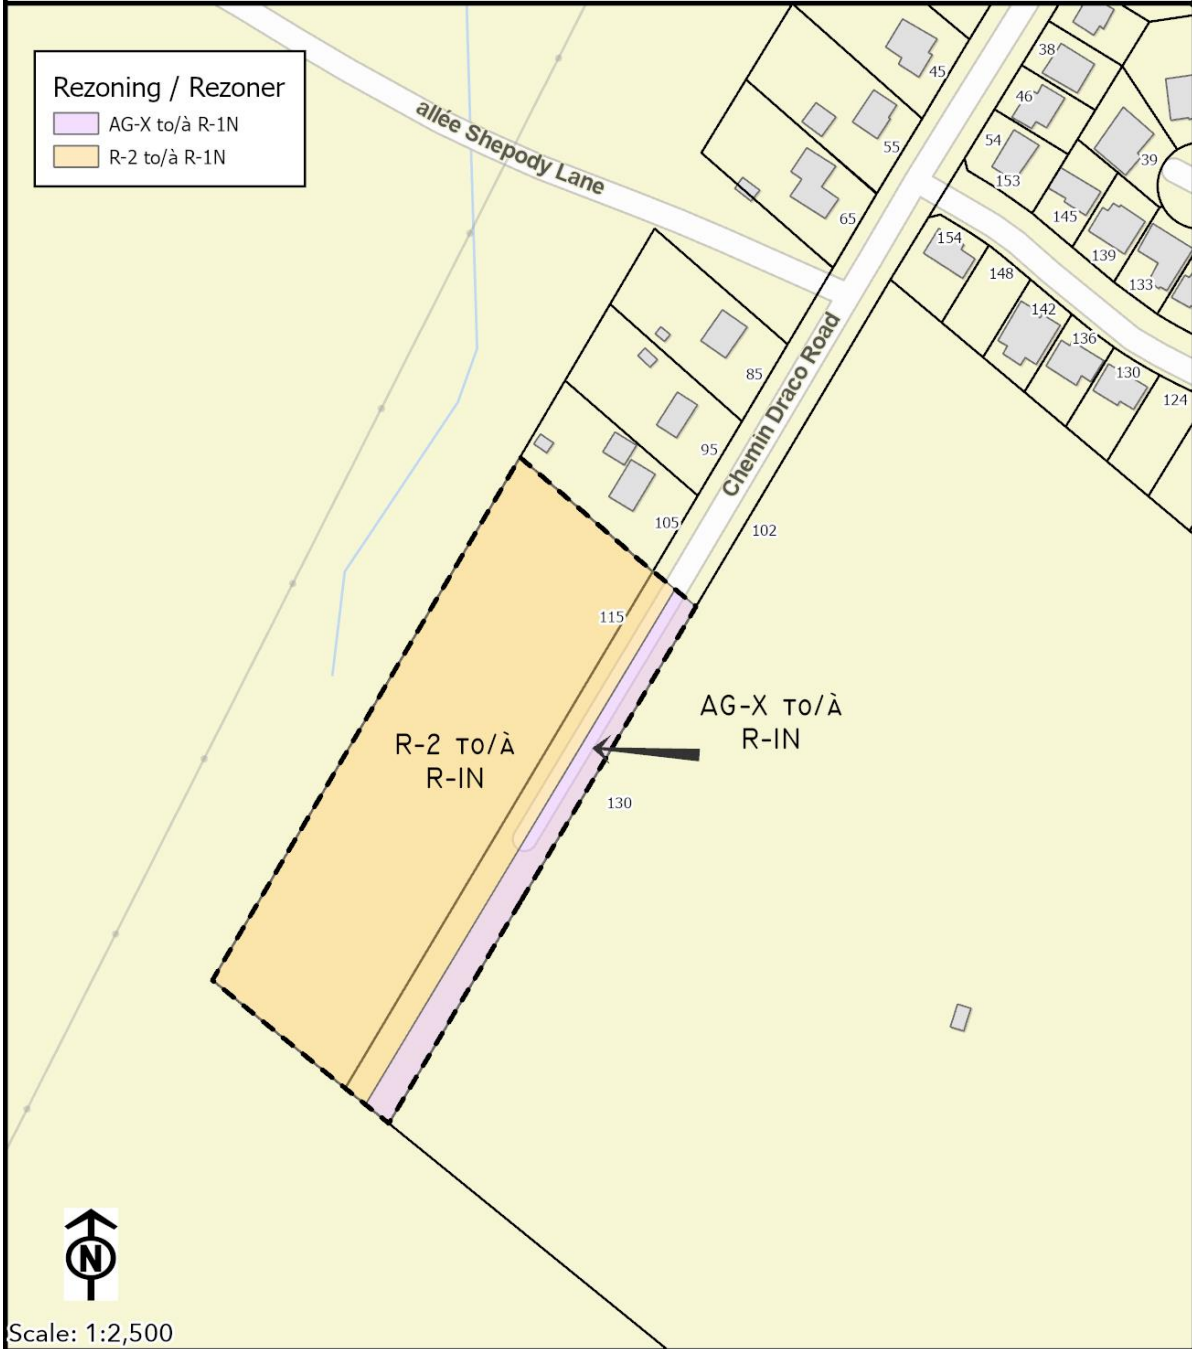 Rezoning / Rezoner
AG-X to/à R-1N
R-2 to/à R-1N
allée Shepody Lane
Chemin Draco Road
45
55
65
85
95
105
102
115
130
38
46
54
153
145
139
133
39
154
148
142
136
130
124
R-2 TO/À
R-IN
AG-X TO/À
R-IN
N
Scale: 1:2,500